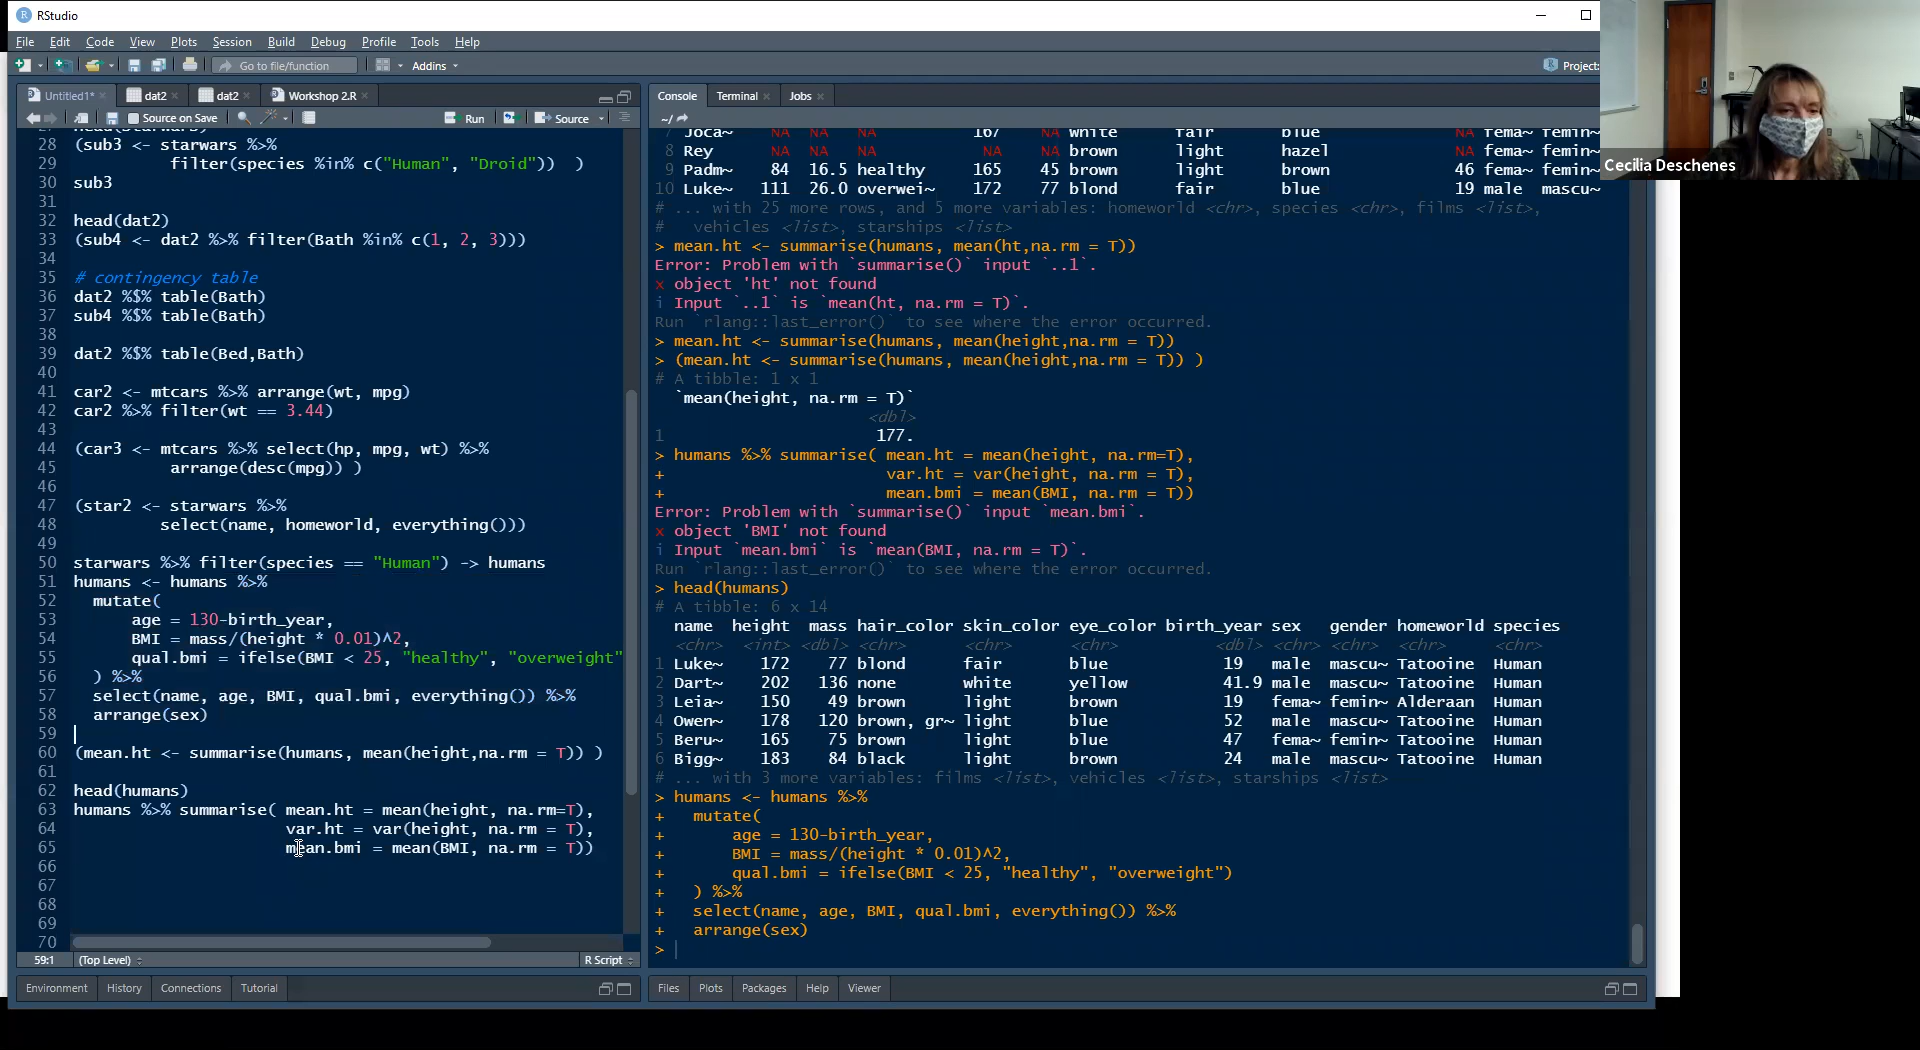 RStudio
File Edit Code View Plots Session Build Debug Profile Tools Help
Go to file/function Addins Project:
Untitled1* dat2 dat2 Workshop 2.R
Source on Save Run Source
28 (sub3 <- starwars %>%
29 filter(species %in% c("Human", "Droid")) )
30 sub3
31
32 head(dat2)
33 (sub4 <- dat2 %>% filter(Bath %in% c(1, 2, 3)))
34
35 # contingency table
36 dat2 %$% table(Bath)
37 sub4 %$% table(Bath)
38
39 dat2 %$% table(Bed,Bath)
40
41 car2 <- mtcars %>% arrange(wt, mpg)
42 car2 %>% filter(wt == 3.44)
43
44 (car3 <- mtcars %>% select(hp, mpg, wt) %>%
45 arrange(desc(mpg)) )
46
47 (star2 <- starwars %>%
48 select(name, homeworld, everything()))
49
50 starwars %>% filter(species == "Human") -> humans
51 humans <- humans %>%
52 mutate(
53 age = 130-birth_year,
54 BMI = mass/(height * 0.01)^2,
55 qual.bmi = ifelse(BMI < 25, "healthy", "overweight"
56 ) %>%
57 select(name, age, BMI, qual.bmi, everything()) %>%
58 arrange(sex)
59
60 (mean.ht <- summarise(humans, mean(height,na.rm = T)) )
61
62 head(humans)
63 humans %>% summarise( mean.ht = mean(height, na.rm=T),
64 var.ht = var(height, na.rm = T),
65 mean.bmi = mean(BMI, na.rm = T))
66
67
68
69
70
59:1 (Top Level) R Script
Environment History Connections Tutorial
Console Terminal Jobs
~/
7 Joca~ NA NA NA 167 NA white fair blue NA fema~ femin~
8 Rey NA NA NA NA NA brown light hazel NA fema~ femin~
9 Padm~ 84 16.5 healthy 165 45 brown light brown 46 fema~ femin~
10 Luke~ 111 26.0 overwei~ 172 77 blond fair blue 19 male mascu~
# ... with 25 more rows, and 5 more variables: homeworld <chr>, species <chr>, films <list>,
# vehicles <list>, starships <list>
> mean.ht <- summarise(humans, mean(ht,na.rm = T))
Error: Problem with `summarise()` input `..1`.
x object 'ht' not found
i Input `..1` is `mean(ht, na.rm = T)`.
Run `rlang::last_error()` to see where the error occurred.
> mean.ht <- summarise(humans, mean(height,na.rm = T))
> (mean.ht <- summarise(humans, mean(height,na.rm = T)) )
# A tibble: 1 x 1
`mean(height, na.rm = T)`
<dbl>
1 177.
> humans %>% summarise( mean.ht = mean(height, na.rm=T),
+ var.ht = var(height, na.rm = T),
+ mean.bmi = mean(BMI, na.rm = T))
Error: Problem with `summarise()` input `mean.bmi`.
x object 'BMI' not found
i Input `mean.bmi` is `mean(BMI, na.rm = T)`.
Run `rlang::last_error()` to see where the error occurred.
> head(humans)
# A tibble: 6 x 14
name height mass hair_color skin_color eye_color birth_year sex gender homeworld species
<chr> <int> <dbl> <chr> <chr> <chr> <dbl> <chr> <chr> <chr> <chr>
1 Luke~ 172 77 blond fair blue 19 male mascu~ Tatooine Human
2 Dart~ 202 136 none white yellow 41.9 male mascu~ Tatooine Human
3 Leia~ 150 49 brown light brown 19 fema~ femin~ Alderaan Human
4 Owen~ 178 120 brown, gr~ light blue 52 male mascu~ Tatooine Human
5 Beru~ 165 75 brown light blue 47 fema~ femin~ Tatooine Human
6 Bigg~ 183 84 black light brown 24 male mascu~ Tatooine Human
# ... with 3 more variables: films <list>, vehicles <list>, starships <list>
> humans <- humans %>%
+ mutate(
+ age = 130-birth_year,
+ BMI = mass/(height * 0.01)^2,
+ qual.bmi = ifelse(BMI < 25, "healthy", "overweight")
+ ) %>%
+ select(name, age, BMI, qual.bmi, everything()) %>%
+ arrange(sex)
>
Files Plots Packages Help Viewer
Cecilia Deschenes